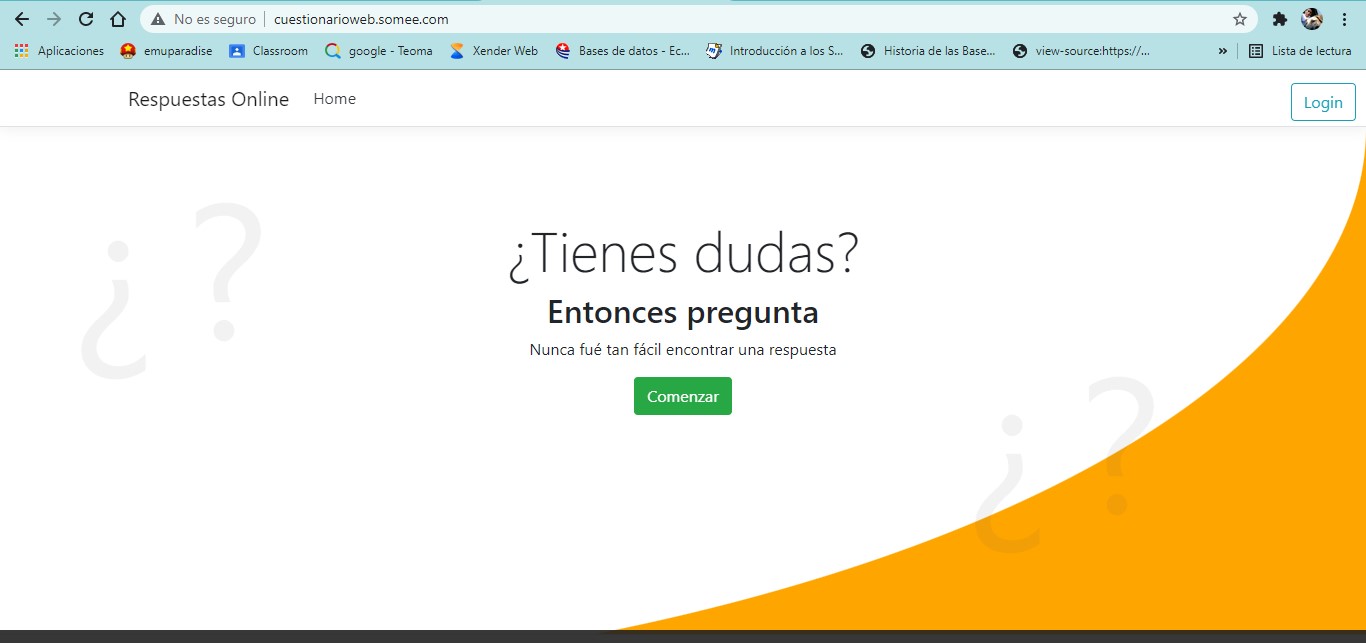 No es seguro | cuestionarioweb.somee.com
Aplicaciones emuparadise Classroom google - Teoma Xender Web Bases de datos - Ec... Introducción a los S... Historia de las Base... view-source:https://... » Lista de lectura
Respuestas Online Home Login
¿ ?
¿Tienes dudas?
Entonces pregunta
Nunca fué tan fácil encontrar una respuesta
Comenzar
¿ ?